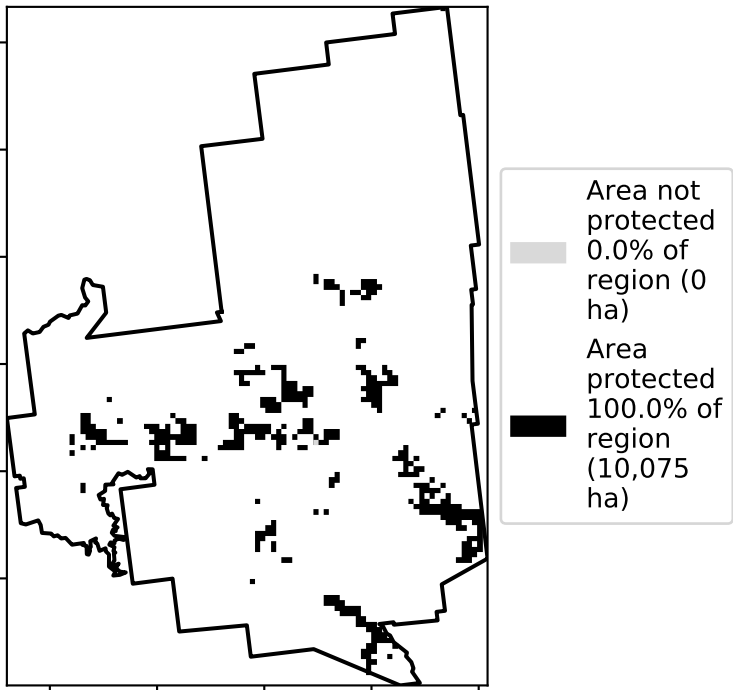 Area not
protected
0.0% of
region (0
ha)
Area
protected
100.0% of
region
(10,075
ha)